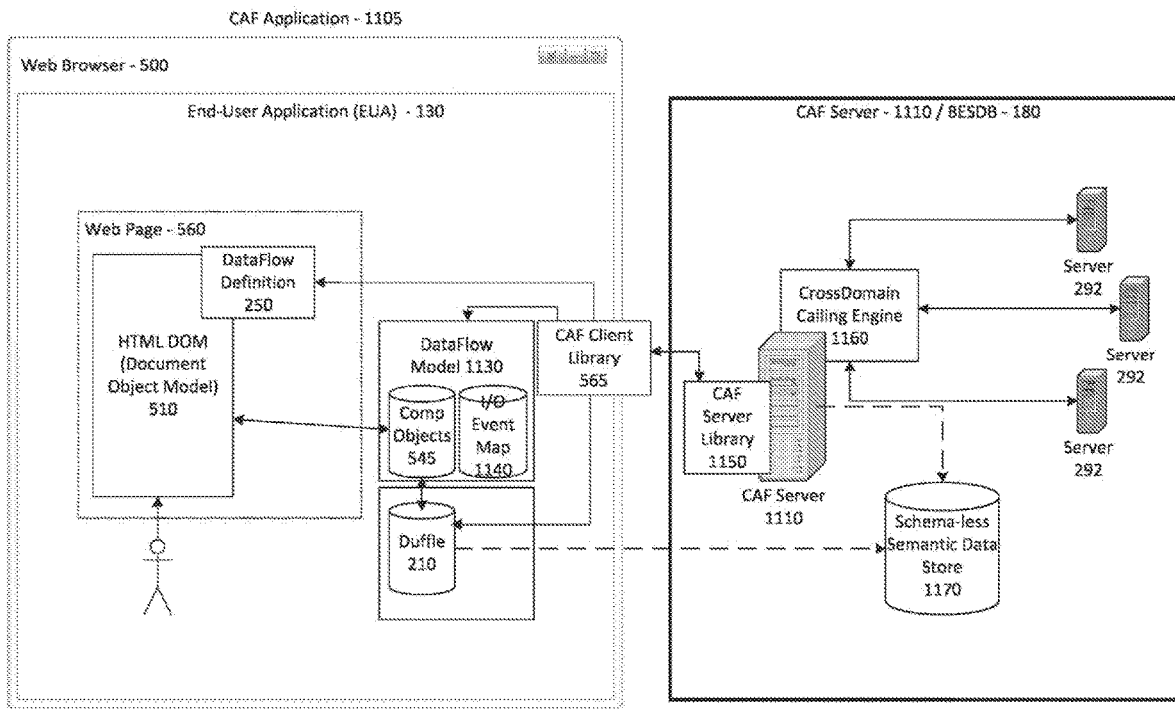 CAF Application - 1105
Web Browser - 500
End-User Application (EUA) - 130
CAF Server - 1110 / BESDB - 180
Web Page - 560
DataFlow
Definition
250
HTML DOM
(Document
Object Model)
510
DataFlow
Model 1130
Comp
Objects
545
I/O
Event
Map
1140
CAF Client
Library
565
Duffle
210
CrossDomain
Calling Engine
1160
CAF
Server
Library
1150
CAF Server
1110
Server
292
Server
292
Server
292
Schema-less
Semantic Data
Store
1170